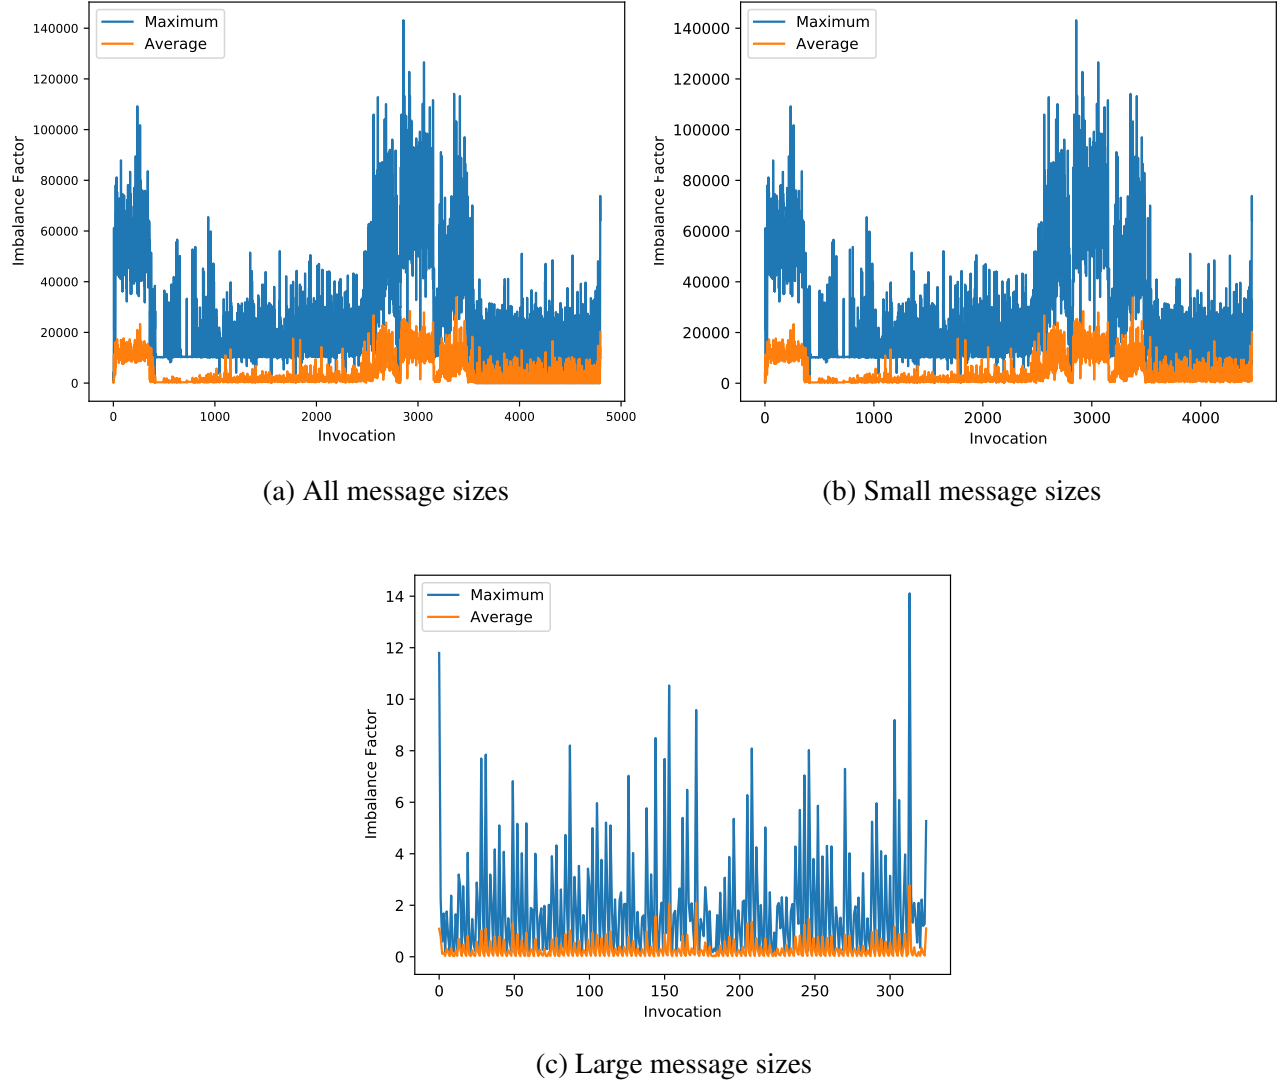 Maximum
Average
140000
120000
100000
80000
60000
40000
20000
0
Imbalance Factor
0
1000
2000
3000
4000
5000
Invocation
(a) All message sizes
Maximum
Average
140000
120000
100000
80000
60000
40000
20000
0
Imbalance Factor
0
1000
2000
3000
4000
Invocation
(b) Small message sizes
Maximum
Average
14
12
10
8
6
4
2
0
Imbalance Factor
0
50
100
150
200
250
300
Invocation
(c) Large message sizes